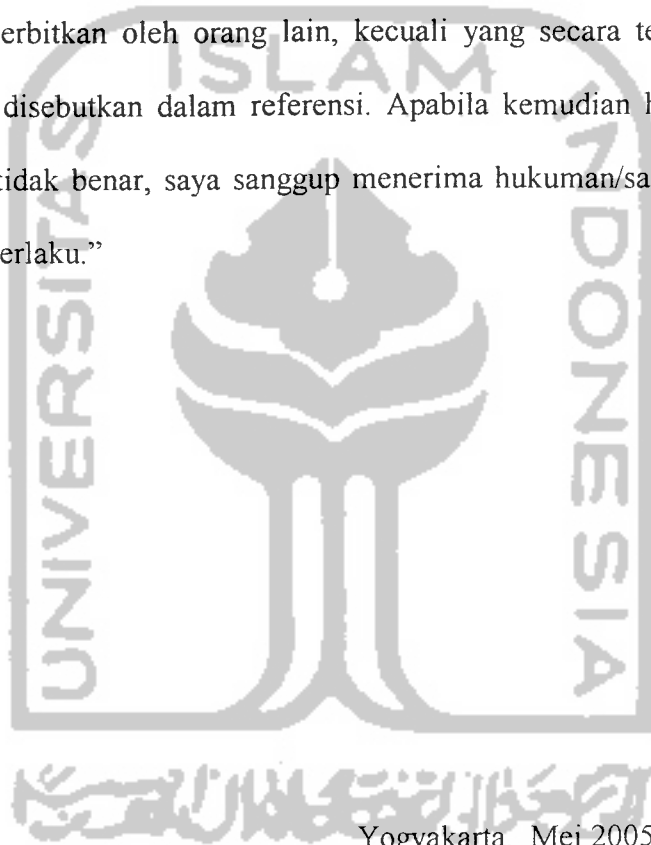 erbitkan oleh orang lain, kecuali yang secara te
disebutkan dalam referensi. Apabila kemudian h
tidak benar, saya sanggup menerima hukuman/sa
erlaku.”
ISLAM
UNIVERSITAS
INDONESIA
Yogyakarta Mei 2005